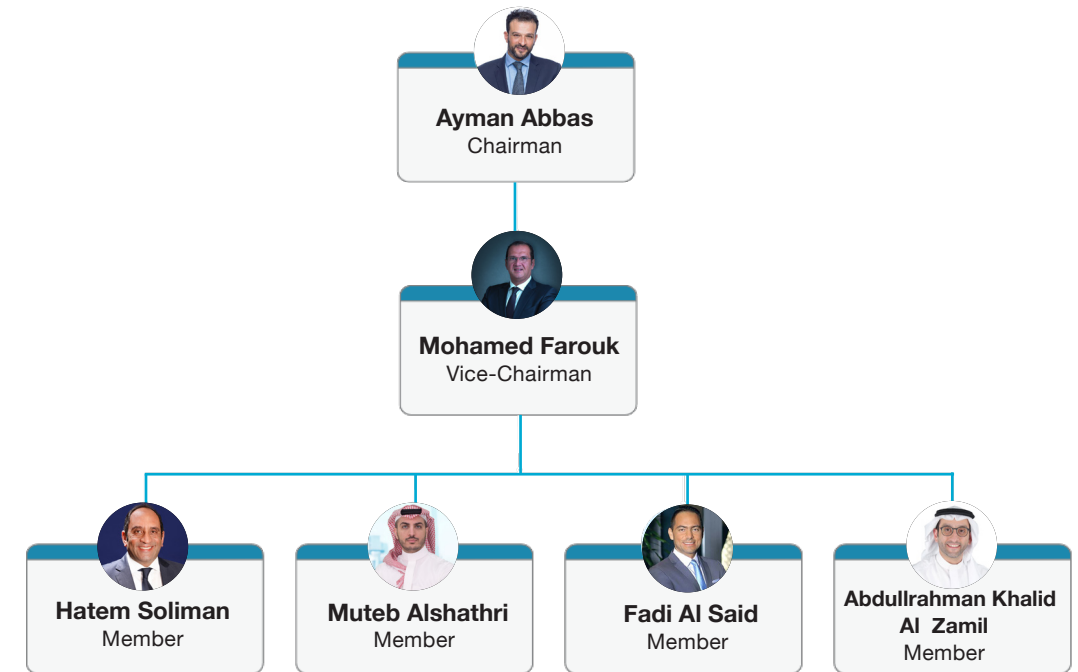 Ayman Abbas
Chairman
Mohamed Farouk
Vice-Chairman
Hatem Soliman
Member
Muteb Alshathri
Member
Fadi Al Said
Member
Abdullrahman Khalid
Al Zamil
Member